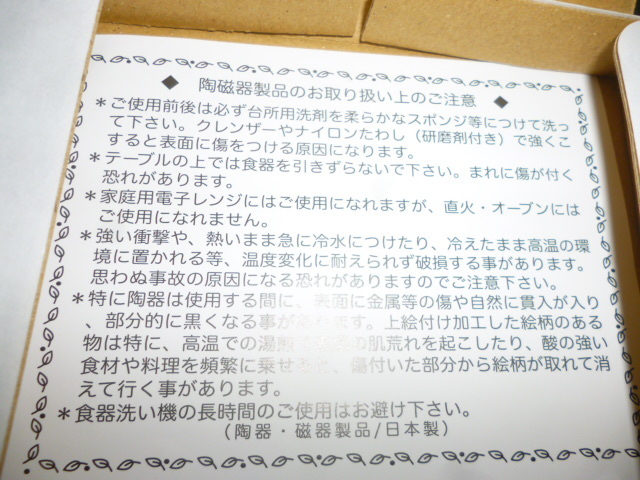 ◆ 陶磁器製品のお取り扱い上のご注意 ◆
＊ご使用前後は必ず台所用洗剤を柔らかなスポンジ等につけて洗っ
て下さい。クレンザーやナイロンたわし（研磨剤付き）で強くこ
すると表面に傷をつける原因になります。
＊テーブルの上では食器を引きずらないで下さい。まれに傷が付く
恐れがあります。
＊家庭用電子レンジにはご使用になれますが、直火・オーブンには
ご使用になれません。
＊強い衝撃や、熱いまま急に冷水につけたり、冷えたまま高温の環
境に置かれる等、温度変化に耐えられず破損する事があります。
思わぬ事故の原因になる恐れがありますのでご注意下さい。
＊特に陶器は使用する間に、表面に金属等の傷や自然に貫入が入り
、部分的に黒くなる事があります。上絵付け加工した絵柄のある
物は特に、高温での湯 の肌荒れを起こしたり、酸の強い
食材や料理を頻繁に乗せ と、傷付いた部分から絵柄が取れて消
えて行く事があります。
＊食器洗い機の長時間のご使用はお避け下さい。
（陶器・磁器製品/日本製）